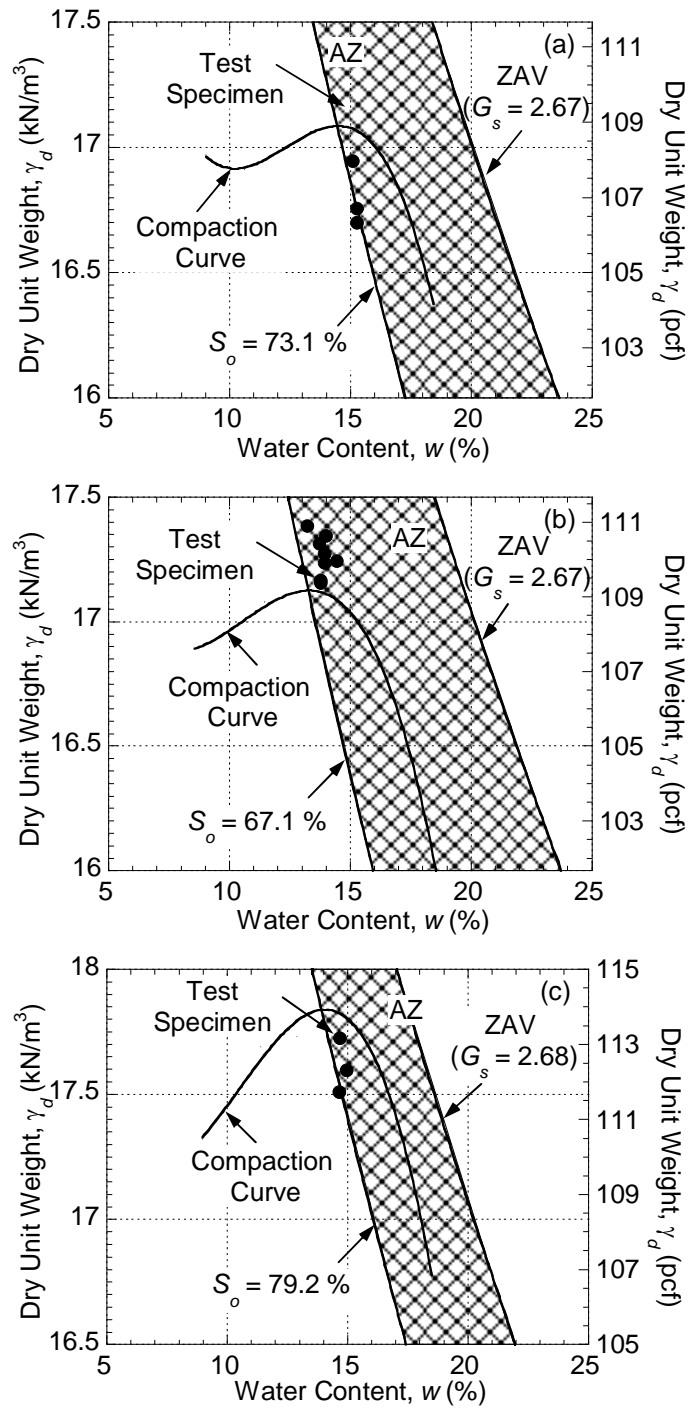 17.5
17
16.5
16
Dry Unit Weight, γd (kN/m³)
(a)
AZ
Test
Specimen
ZAV
(Gs = 2.67)
Compaction
Curve
So = 73.1 %
111
109
107
105
103
Dry Unit Weight, γd (pcf)
5 10 15 20 25
Water Content, w (%)
17.5
17
16.5
16
Dry Unit Weight, γd (kN/m³)
(b)
AZ
Test
Specimen
ZAV
(Gs = 2.67)
Compaction
Curve
So = 67.1 %
111
109
107
105
103
Dry Unit Weight, γd (pcf)
5 10 15 20 25
Water Content, w (%)
18
17.5
17
16.5
Dry Unit Weight, γd (kN/m³)
(c)
AZ
Test
Specimen
ZAV
(Gs = 2.68)
Compaction
Curve
So = 79.2 %
115
113
111
109
107
105
Dry Unit Weight, γd (pcf)
5 10 15 20 25
Water Content, w (%)